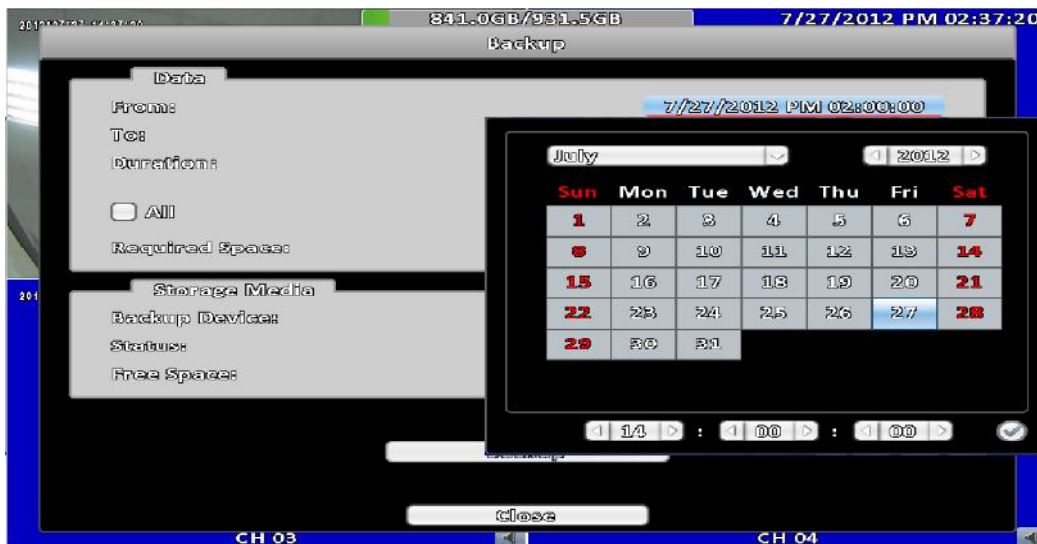 841.0GB/931.5GB
7/27/2012 PM 02:37:20
Backup
Data
From:
7/27/2012 PM 02:00:00
To:
Duration:
All
Required Space:
Storage Media
Backup Device:
Status:
Free Space:
July
2012
Sun Mon Tue Wed Thu Fri Sat
1 2 3 4 5 6 7
8 9 10 11 12 13 14
15 16 17 18 19 20 21
22 23 24 25 26 27 28
29 30 31
14 : 00 : 00
Close
CH 03
CH 04